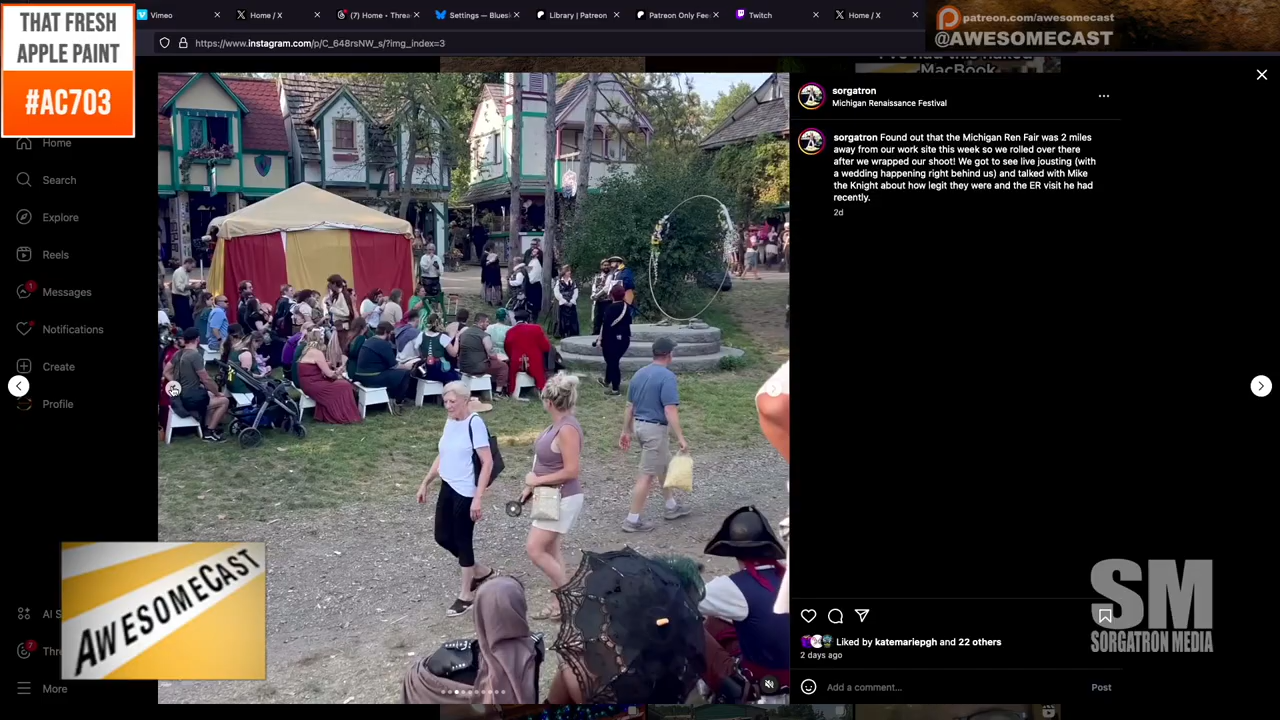 Vimeo
Home / X
(7) Home • Threa
Settings — Bluesk
Library | Patreon
Patreon Only Fee
Twitch
Home / X
patreon.com/awesomecast
@AWESOMECAST
https://www.instagram.com/p/C_648rsNW_s/?img_index=3
THAT FRESH
APPLE PAINT
#AC703
MacBook
sorgatron
Michigan Renaissance Festival
sorgatron Found out that the Michigan Ren Fair was 2 miles
away from our work site this week so we rolled over there
after we wrapped our shoot! We got to see live jousting (with
a wedding happening right behind us) and talked with Mike
the Knight about how legit they were and the ER visit he had
recently.
2d
Home
Search
Explore
Reels
1
Messages
Notifications
Create
Profile
AI S
Thr
More
AWESOMECAST
SM
SORGATRON MEDIA
Liked by katemariepgh and 22 others
2 days ago
Add a comment...
Post